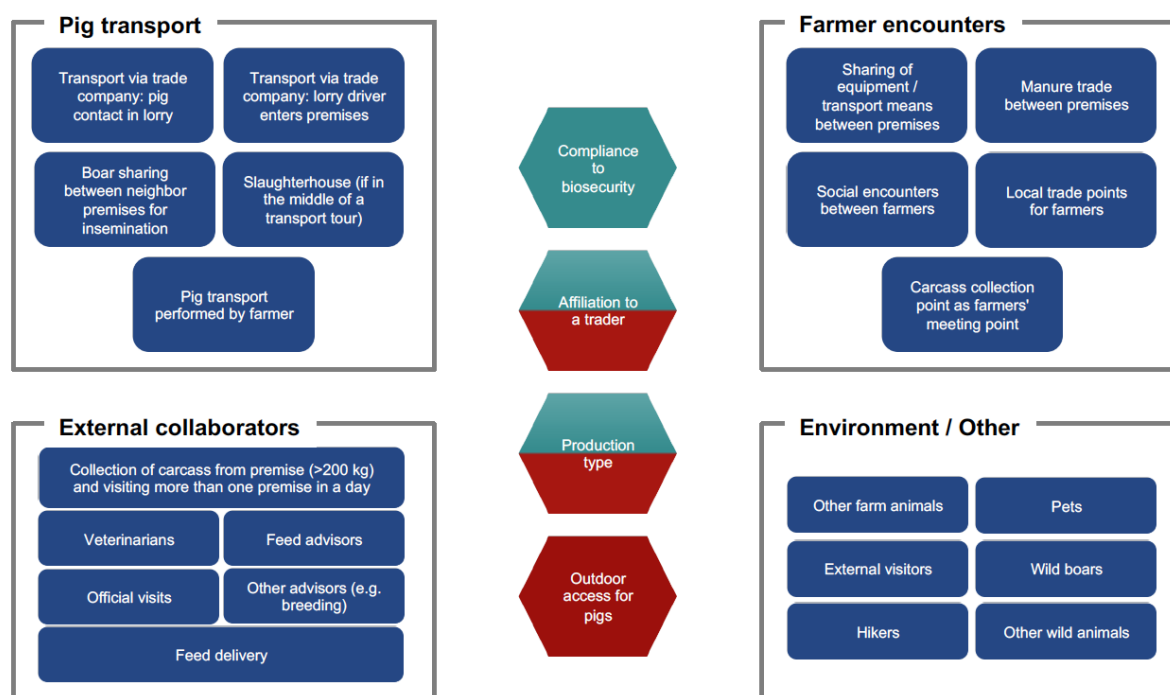 Pig transport
Transport via trade
company: pig
contact in lorry
Transport via trade
company: lorry driver
enters premises
Boar sharing
between neighbor
premises for
insemination
Slaughterhouse (if in
the middle of a
transport tour)
Pig transport
performed by farmer
External collaborators
Collection of carcass from premise (>200 kg)
and visiting more than one premise in a day
Veterinarians
Feed advisors
Official visits
Other advisors (e.g.
breeding)
Feed delivery
Compliance
to
biosecurity
Affiliation to
a trader
Production
type
Outdoor
access for
pigs
Farmer encounters
Sharing of
equipment /
transport means
between premises
Manure trade
between premises
Social encounters
between farmers
Local trade points
for farmers
Carcass collection
point as farmers'
meeting point
Environment / Other
Other farm animals
Pets
External visitors
Wild boars
Hikers
Other wild animals